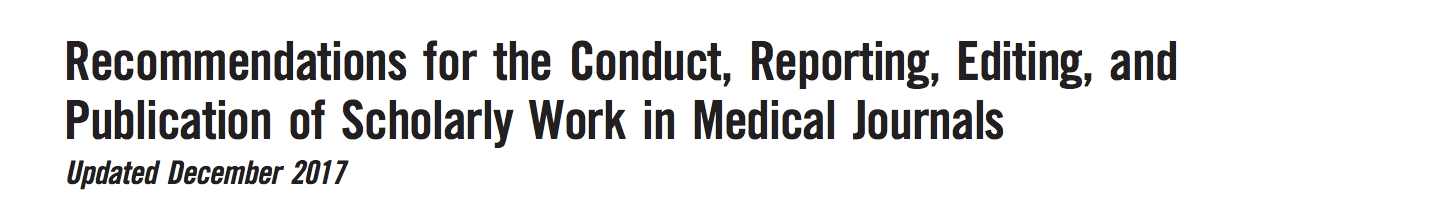 Recommendations for the Conduct, Reporting, Editing, and
Publication of Scholarly Work in Medical Journals
Updated December 2017